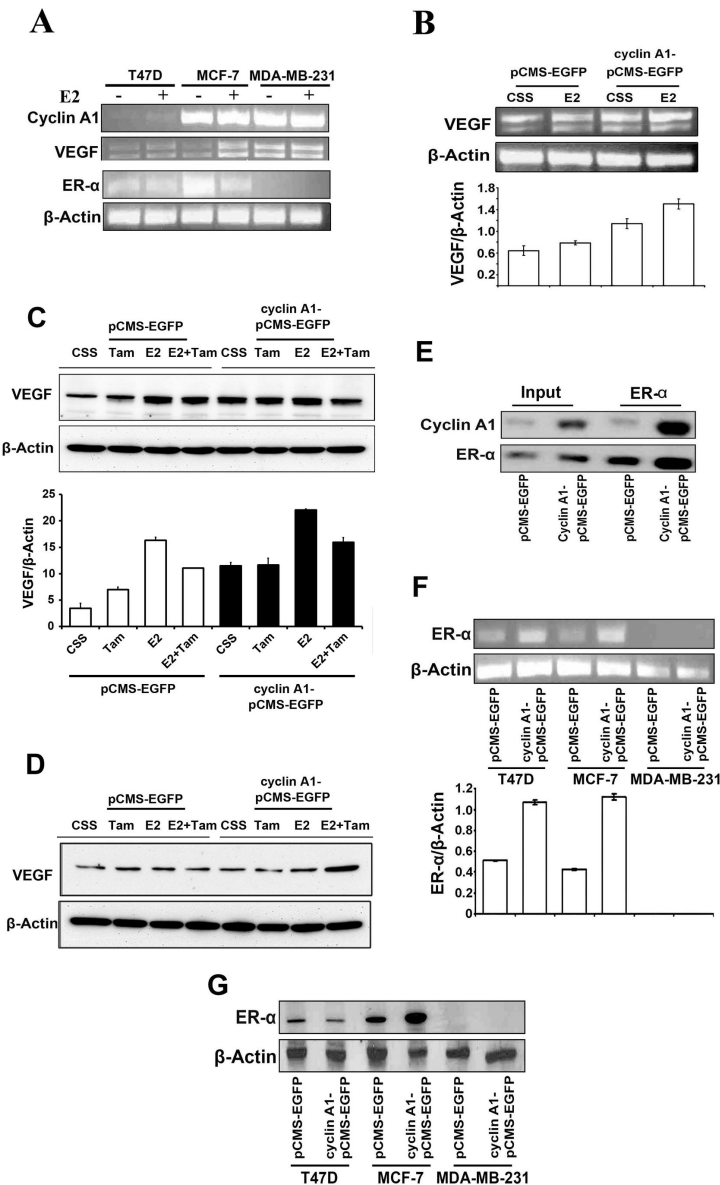 A
T47D MCF-7 MDA-MB-231
E2 - + - + - +
Cyclin A1
VEGF
ER-α
β-Actin
B
cyclin A1-
pCMS-EGFP pCMS-EGFP
CSS E2 CSS E2
VEGF
β-Actin
VEGF/β-Actin
1.8
1.4
1.0
0.6
0.2
C
cyclin A1-
pCMS-EGFP pCMS-EGFP
CSS Tam E2 E2+Tam CSS Tam E2 E2+Tam
VEGF
β-Actin
VEGF/β-Actin
25
20
15
10
5
0
CSS Tam E2 E2+Tam CSS Tam E2 E2+Tam
pCMS-EGFP cyclin A1-
pCMS-EGFP
D
cyclin A1-
pCMS-EGFP pCMS-EGFP
CSS Tam E2 E2+Tam CSS Tam E2 E2+Tam
VEGF
β-Actin
E
Input ER-α
Cyclin A1
ER-α
pCMS-EGFP
Cyclin A1-
pCMS-EGFP
pCMS-EGFP
Cyclin A1-
pCMS-EGFP
F
ER-α
β-Actin
pCMS-EGFP
cyclin A1-
pCMS-EGFP
pCMS-EGFP
cyclin A1-
pCMS-EGFP
pCMS-EGFP
cyclin A1-
pCMS-EGFP
T47D MCF-7 MDA-MB-231
ER-α/β-Actin
1.2
1.0
0.8
0.6
0.4
0
G
ER-α
β-Actin
pCMS-EGFP
cyclin A1-
pCMS-EGFP
pCMS-EGFP
cyclin A1-
pCMS-EGFP
pCMS-EGFP
cyclin A1-
pCMS-EGFP
T47D MCF-7 MDA-MB-231